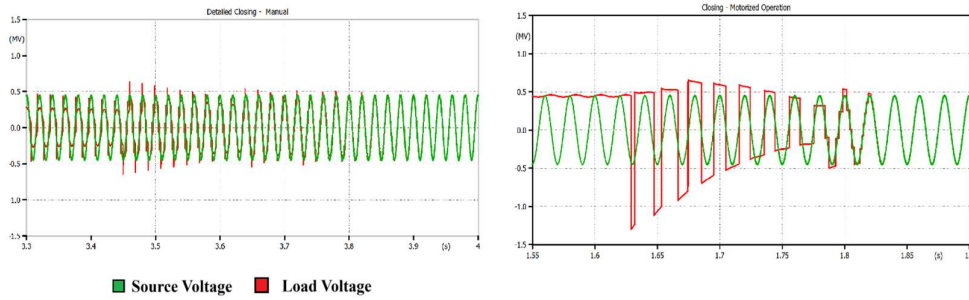 Detailed Closing - Manual
(MV)
1.5
1.0
0.5
0.0
-0.5
-1.0
-1.5
3.3 3.4 3.5 3.6 3.7 3.8 3.9 (s) 4
Closing - Motorized Operation
(MV)
1.5
1.0
0.5
0.0
-0.5
-1.0
-1.5
1.55 1.6 1.65 1.7 1.75 1.8 1.85 (s) 1.9
Source Voltage Load Voltage